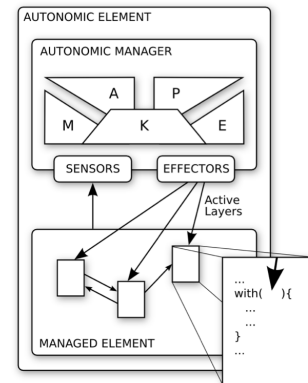 AUTONOMIC ELEMENT
AUTONOMIC MANAGER
A P
M K E
SENSORS EFFECTORS
Active
Layers
...
with( ){
...
...
}
...
MANAGED ELEMENT